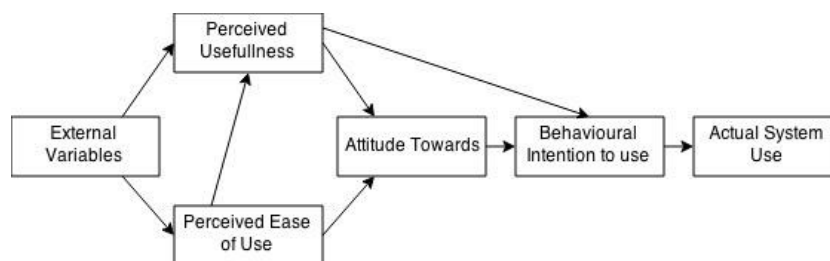 Perceived
Usefullness
External
Variables
Attitude Towards
Behavioural
Intention to use
Actual System
Use
Perceived Ease
of Use